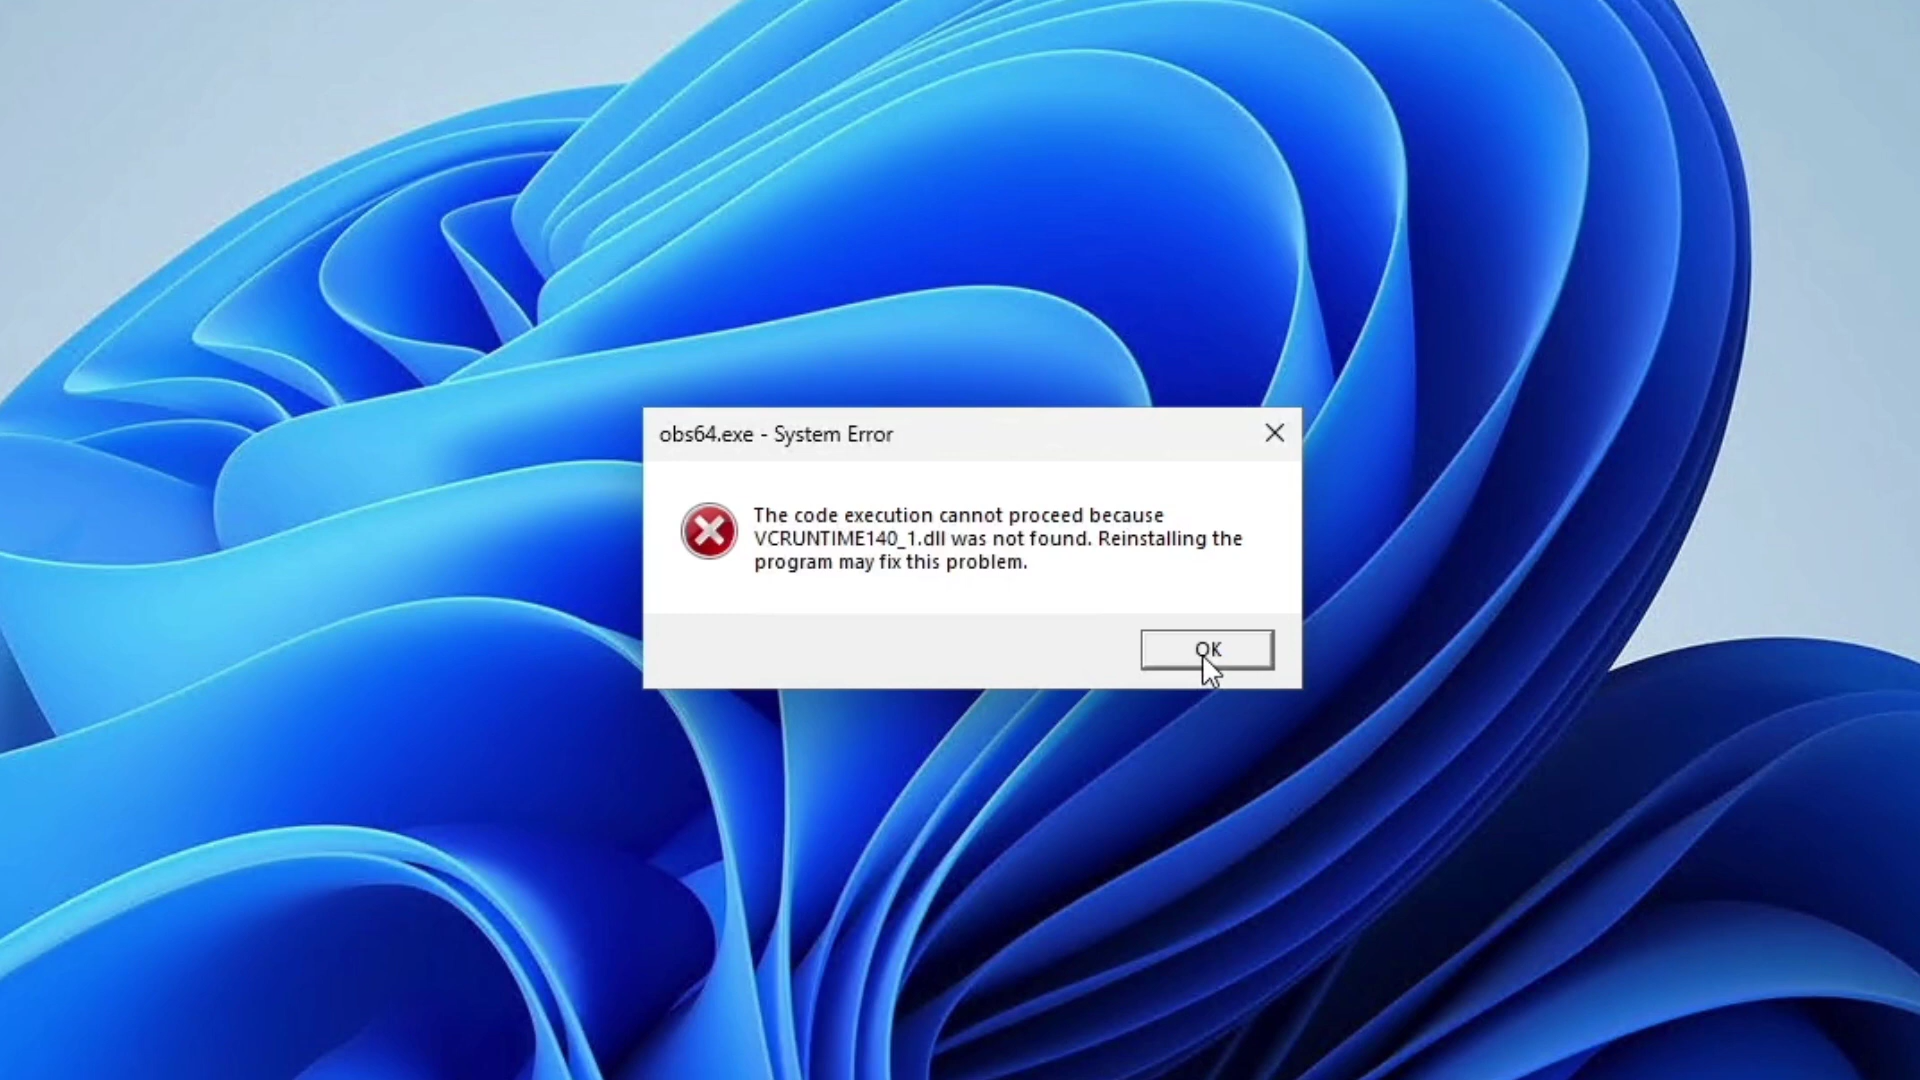 obs64.exe - System Error
The code execution cannot proceed because
VCRUNTIME140_1.dll was not found. Reinstalling the
program may fix this problem.
OK